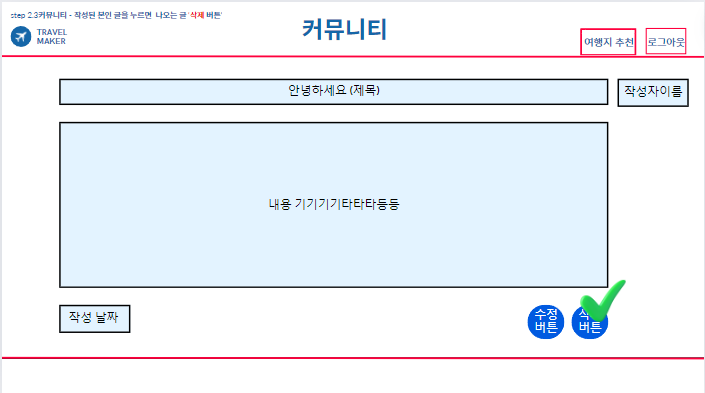 step 2.3커뮤니티 - 작성된 본인 글을 누르면 나오는 글 '삭제 버튼'
TRAVEL
MAKER
커뮤니티
여행지 추천
로그아웃
안녕하세요 (제목)
작성자이름
내용 기기기기타타타등등
작성 날짜
수정
버튼
버튼